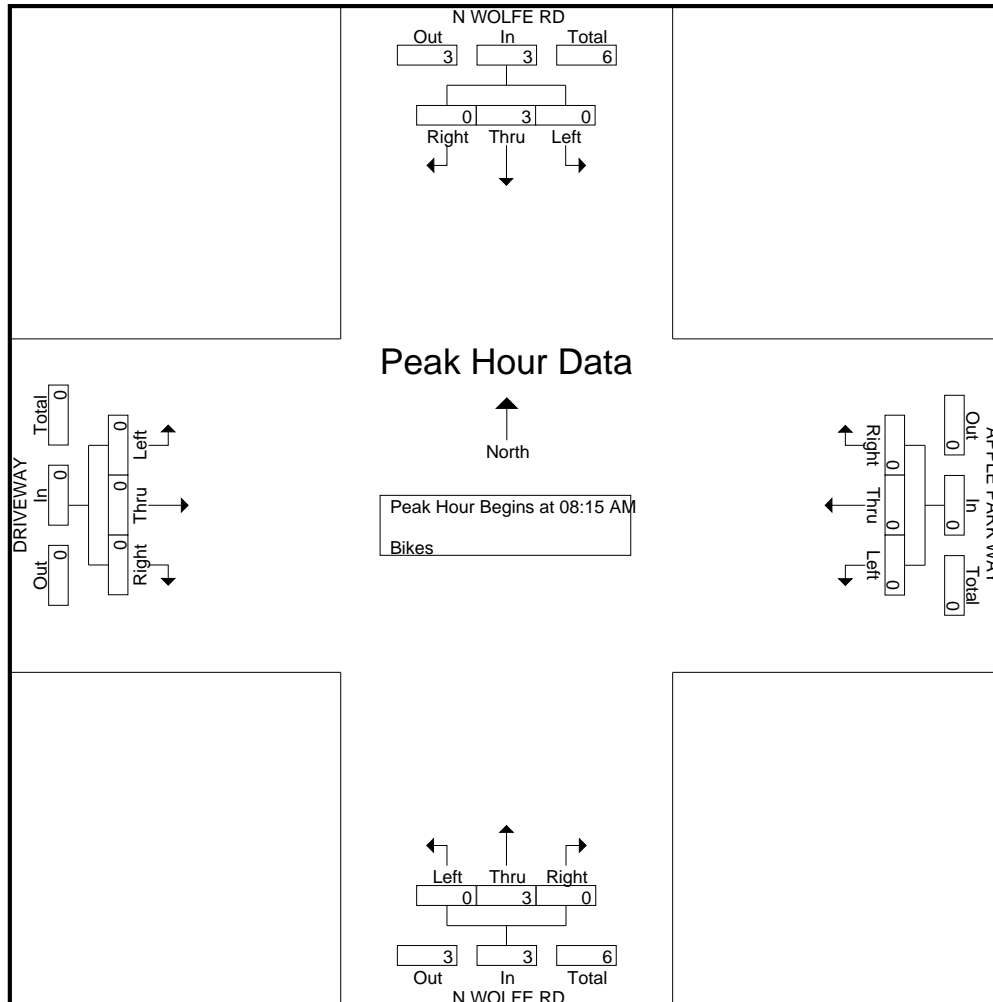 N WOLFE RD
Out In Total
3 3 6
0 3 0
Right Thru Left
Peak Hour Data
North
Peak Hour Begins at 08:15 AM
Bikes
DRIVEWAY
Out In Total
0 0 0
0 0 0
Right Thru Left
APPLE PARK WAY
Out In Total
0 0 0
0 0 0
Right Thru Left
Left Thru Right
0 3 0
3 3 6
Out In Total
N WOLFE RD